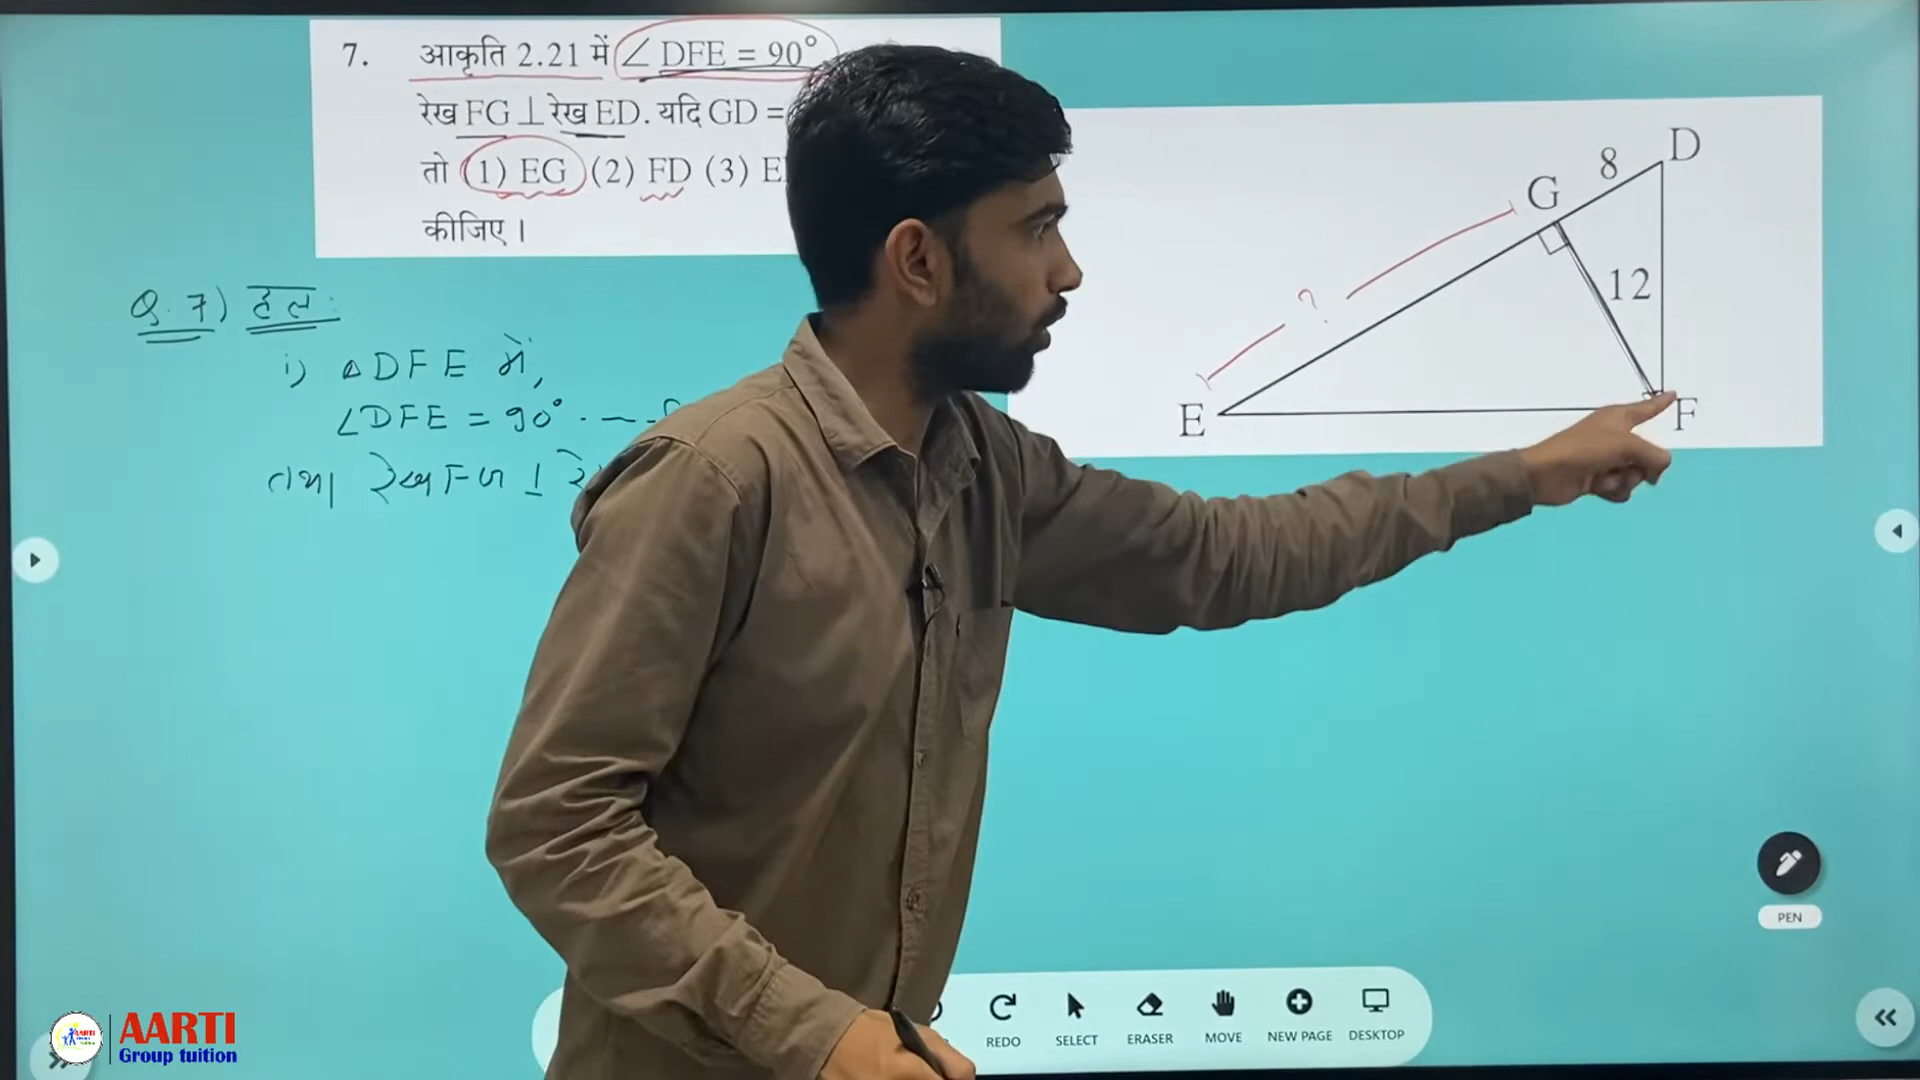 7. आकृति 2.21 में ∠ DFE = 90°
रेख FG ⊥ रेख ED. यदि GD =
तो (1) EG (2) FD (3) E
कीजिए ।
D
8
G
12
?
E
F
Q. 7) हल :
i) △DFE में,
∠DFE = 90° ---
तथा रेख FG ⊥ रे
PEN
REDO
SELECT
ERASER
MOVE
NEW PAGE
DESKTOP
AARTI
Group tuition